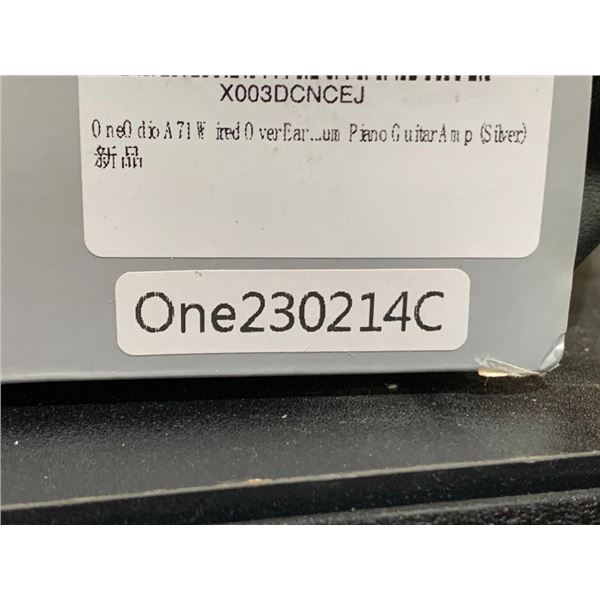 X003DCNCEJ
OneOdio A71 Wired Over Ear...um Piano Guitar Amp (Silver)
新品
One230214C